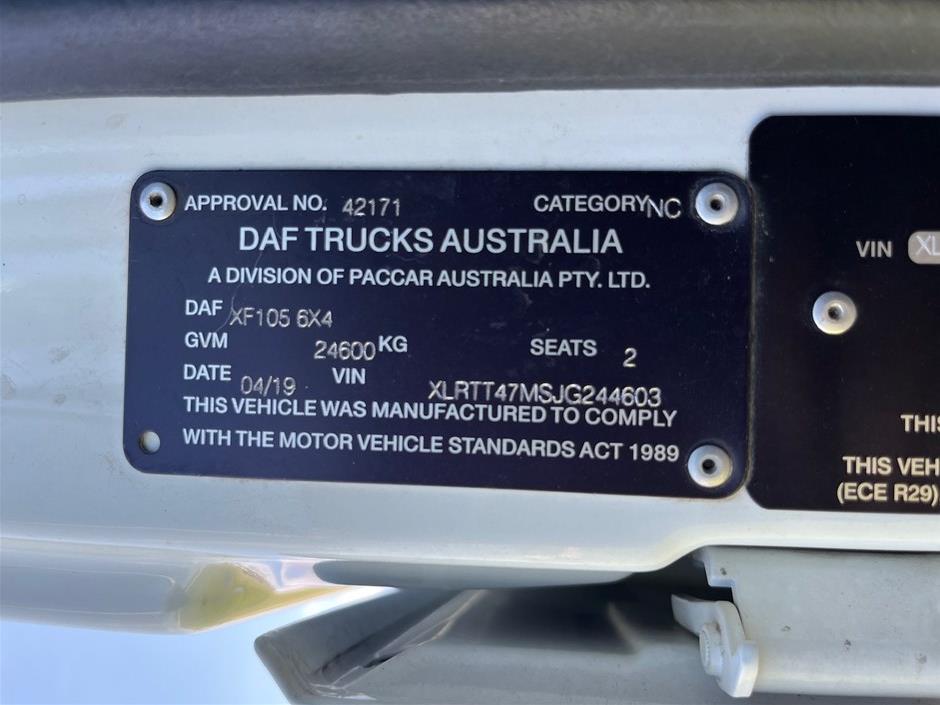 APPROVAL NO. 42171 CATEGORY NC
DAF TRUCKS AUSTRALIA
A DIVISION OF PACCAR AUSTRALIA PTY. LTD.
DAF XF105 6X4
GVM 24600 KG SEATS 2
DATE 04/19 VIN XLRTT47MSJG244603
THIS VEHICLE WAS MANUFACTURED TO COMPLY
WITH THE MOTOR VEHICLE STANDARDS ACT 1989
VIN XL
THIS
THIS VEH
(ECE R29)